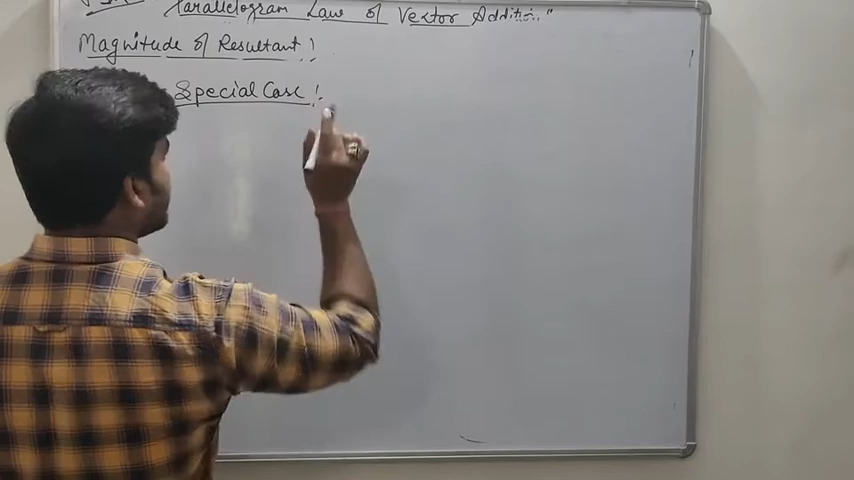 Parallelogram Law of Vector Addition"
Magnitude of Resultant :
Special Case :